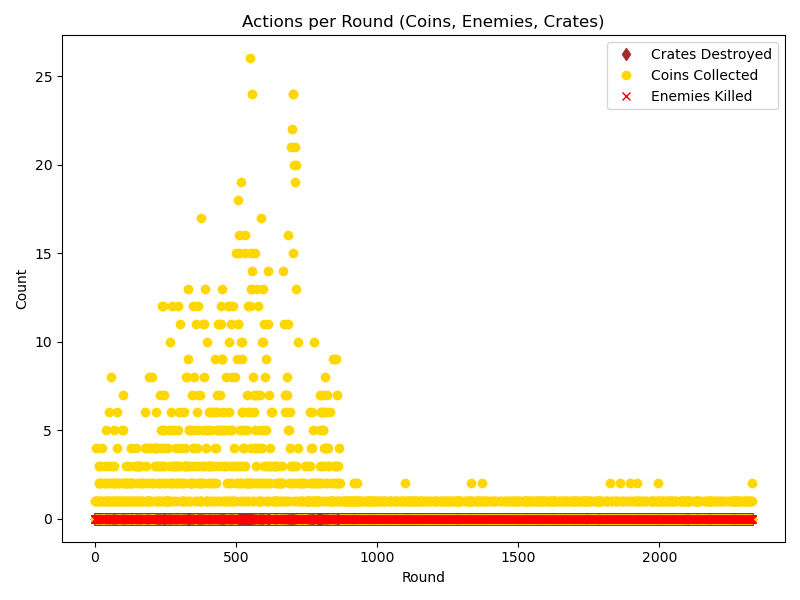 Actions per Round (Coins, Enemies, Crates)
Crates Destroyed
Coins Collected
Enemies Killed
25
20
15
10
5
0
Count
0 500 1000 1500 2000
Round